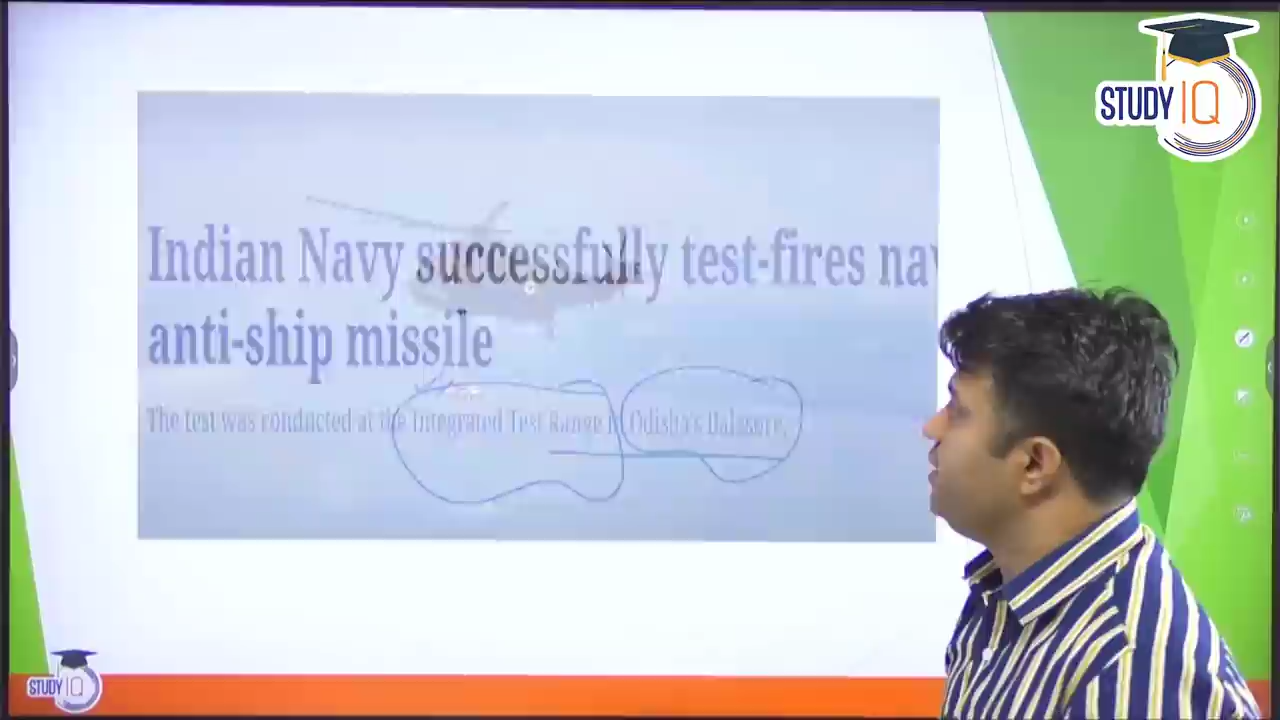 STUDY IQ
Indian Navy successfully test-fires nav
anti-ship missile
The test was conducted at the Integrated Test Range in Odisha's Balasore.
STUDY IQ